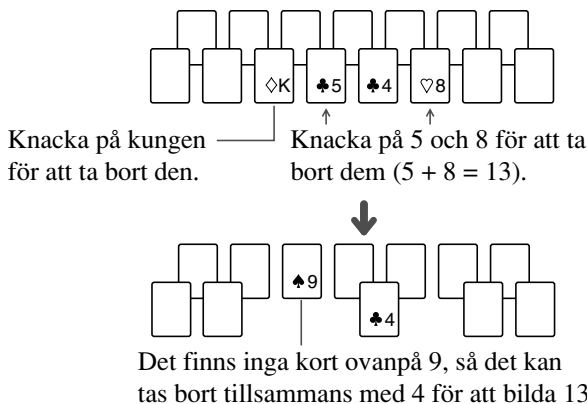 ♢K ♣5 ♣4 ♡8
Knacka på kungen
för att ta bort den.
Knacka på 5 och 8 för att ta
bort dem (5 + 8 = 13).
♠9
♣4
Det finns inga kort ovanpå 9, så det kan
tas bort tillsammans med 4 för att bilda 13